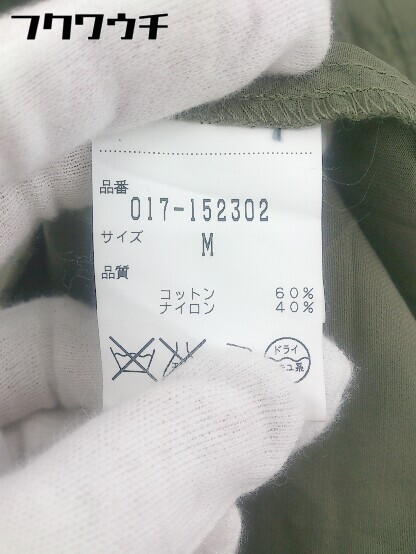 フクワウチ
品番
017-152302
サイズ
M
品質
コットン 60%
ナイロン 40%
ドライ